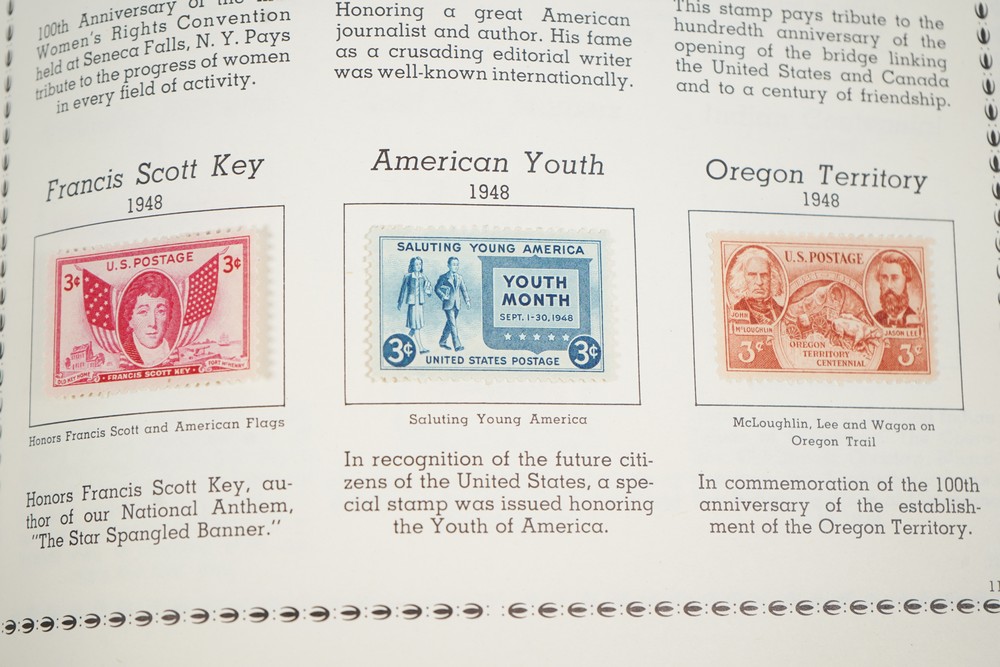 100th Anniversary of the
Women's Rights Convention
held at Seneca Falls, N. Y. Pays
tribute to the progress of women
in every field of activity.
Honoring a great American
journalist and author. His fame
as a crusading editorial writer
was well-known internationally.
This stamp pays tribute to the
hundredth anniversary of the
opening of the bridge linking
the United States and Canada
and to a century of friendship.
Francis Scott Key
1948
U.S. POSTAGE
3¢ 3¢
OLD KEY HOME
FORT McHENRY
FRANCIS SCOTT KEY
Honors Francis Scott and American Flags
Honors Francis Scott Key, au-
thor of our National Anthem,
"The Star Spangled Banner."
American Youth
1948
SALUTING YOUNG AMERICA
YOUTH
MONTH
SEPT. 1-30, 1948
3¢ 3¢
UNITED STATES POSTAGE
Saluting Young America
In recognition of the future citi-
zens of the United States, a spe-
cial stamp was issued honoring
the Youth of America.
Oregon Territory
1948
U.S. POSTAGE
JOHN
McLOUGHLIN
JASON LEE
3¢ 3¢
OREGON
TERRITORY
CENTENNIAL
McLoughlin, Lee and Wagon on
Oregon Trail
In commemoration of the 100th
anniversary of the establish-
ment of the Oregon Territory.